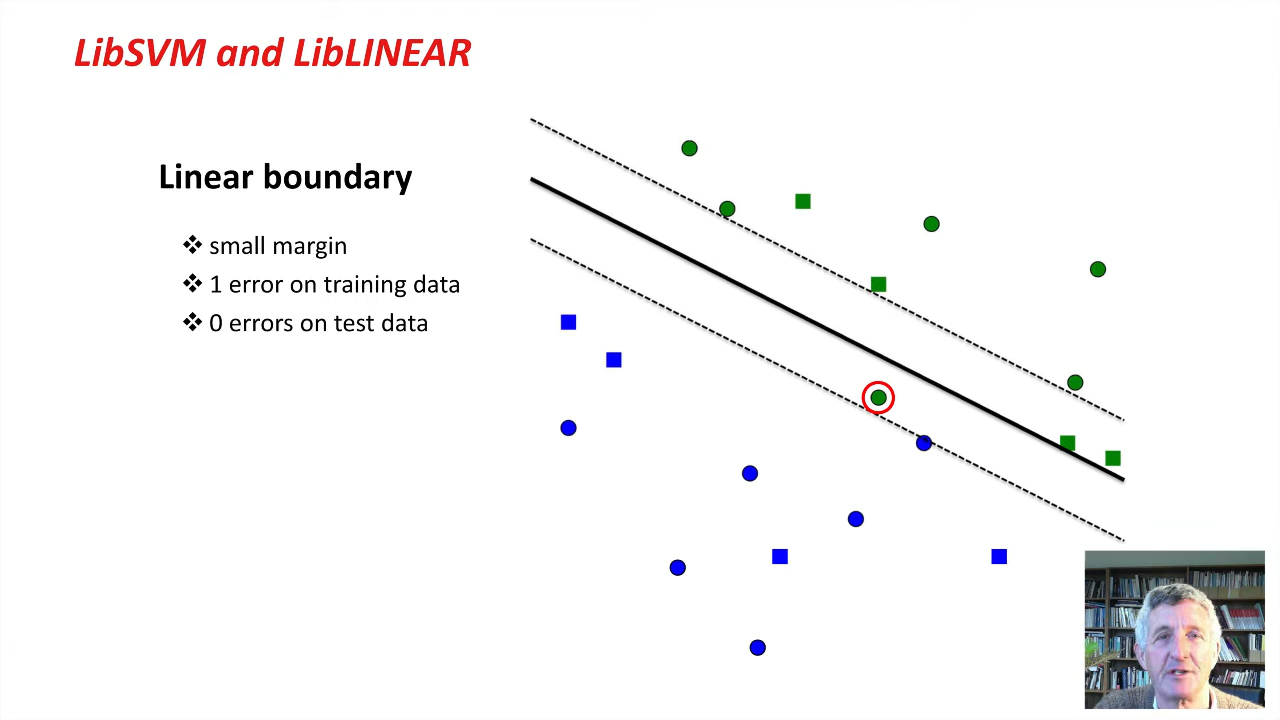 LibSVM and LibLINEAR
Linear boundary
❖ small margin
❖ 1 error on training data
❖ 0 errors on test data